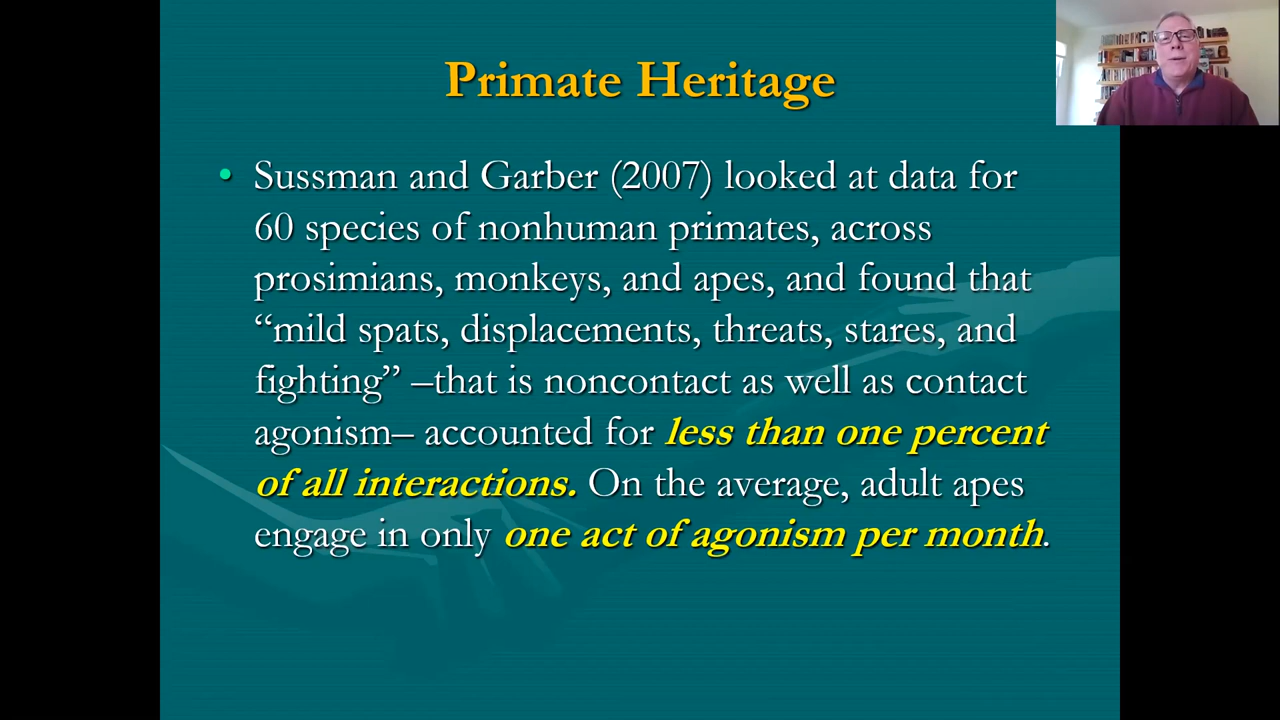 Primate Heritage
• Sussman and Garber (2007) looked at data for
60 species of nonhuman primates, across
prosimians, monkeys, and apes, and found that
“mild spats, displacements, threats, stares, and
fighting” –that is noncontact as well as contact
agonism– accounted for less than one percent
of all interactions. On the average, adult apes
engage in only one act of agonism per month.